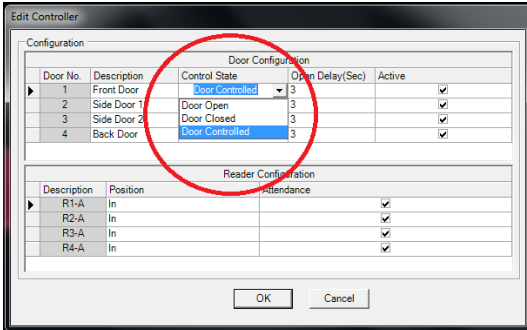 Edit Controller
Configuration
Door Configuration
Door No. Description Control State Open Delay(Sec) Active
1 Front Door Door Controlled 3
2 Side Door 1 Door Open 3
3 Side Door 2 Door Closed 3
4 Back Door Door Controlled 3
Reader Configuration
Description Position Attendance
R1-A In
R2-A In
R3-A In
R4-A In
OK Cancel